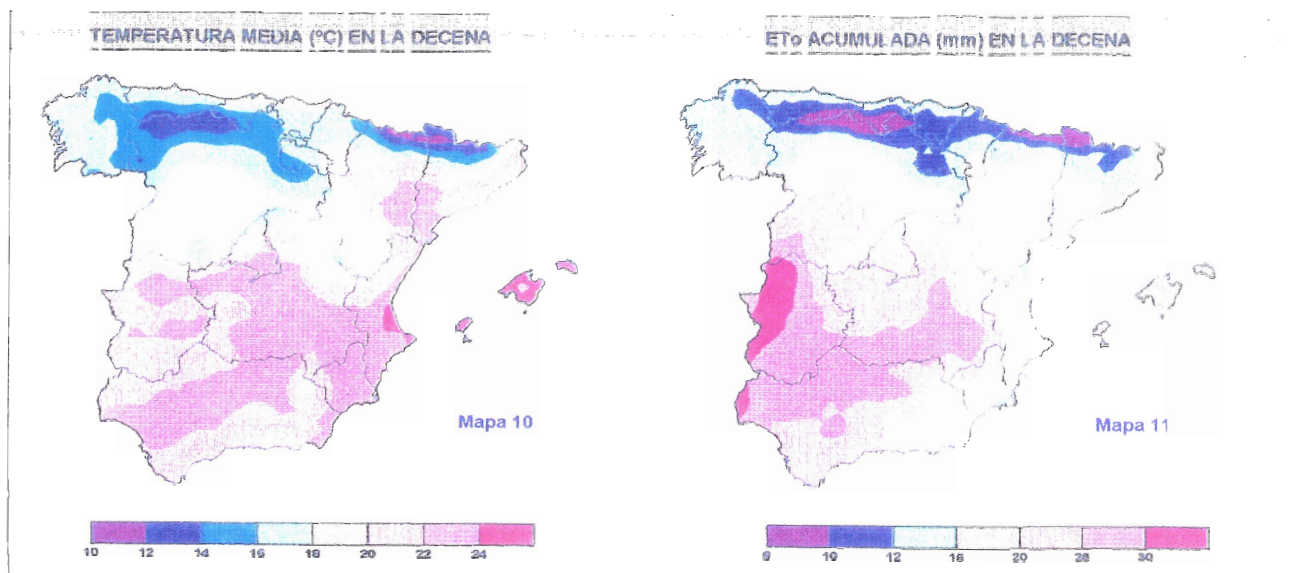 TEMPERATURA MEDIA (ºC) EN LA DECENA
Mapa 10
10 12 14 16 18 20 22 24
ETo ACUMULADA (mm) EN LA DECENA
Mapa 11
10 12 16 20 30